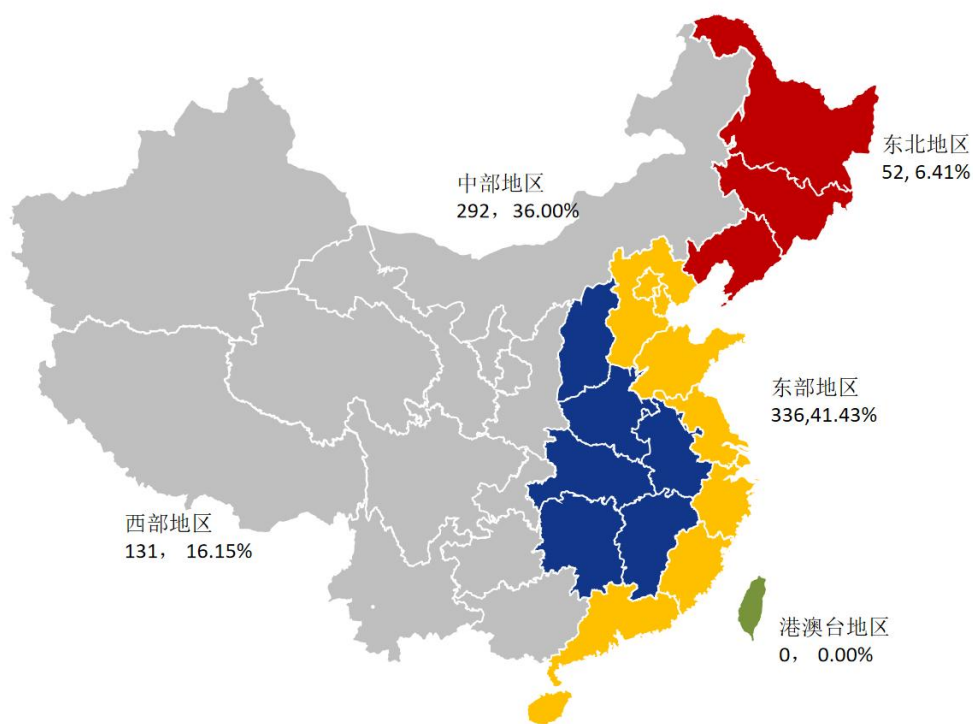 东北地区
52, 6.41%
中部地区
292， 36.00%
东部地区
336,41.43%
西部地区
131， 16.15%
港澳台地区
0， 0.00%